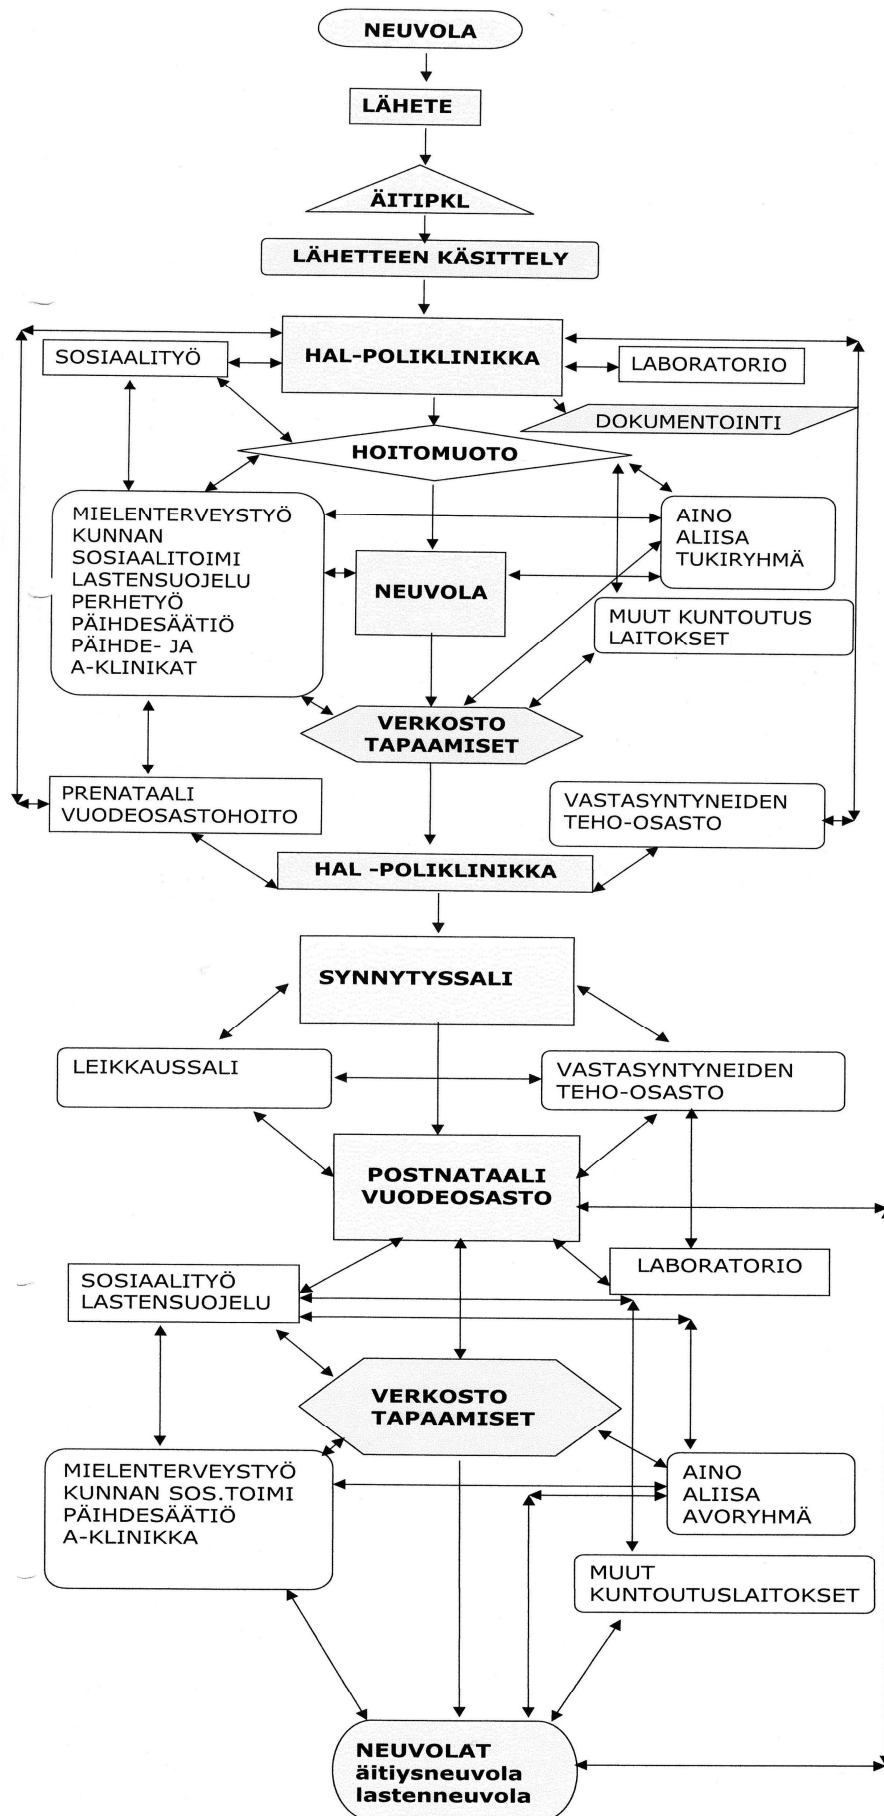 NEUVOLA
LÄHETE
ÄITIPKL
LÄHETTEEN KÄSITTELY
HAL-POLIKLINIKKA
SOSIAALITYÖ
LABORATORIO
DOKUMENTOINTI
HOITOMUOTO
MIELENTERVEYSTYÖ
KUNNAN
SOSIAALITOIMI
LASTENSUOJELU
PERHETYÖ
PÄIHDESÄÄTIÖ
PÄIHDE- JA
A-KLINIKAT
NEUVOLA
AINO
ALIISA
TUKIRYHMÄ
MUUT KUNTOUTUS
LAITOKSET
VERKOSTO
TAPAAMISET
PRENATAALI
VUODEOSASTOHOITO
VASTASYNTYNEIDEN
TEHO-OSASTO
HAL -POLIKLINIKKA
SYNNYTYSSALI
LEIKKAUSSALI
VASTASYNTYNEIDEN
TEHO-OSASTO
POSTNATAALI
VUODEOSASTO
SOSIAALITYÖ
LASTENSUOJELU
LABORATORIO
VERKOSTO
TAPAAMISET
MIELENTERVEYSTYÖ
KUNNAN SOS.TOIMI
PÄIHDESÄÄTIÖ
A-KLINIKKA
AINO
ALIISA
AVORYHMÄ
MUUT
KUNTOUTUSLAITOKSET
NEUVOLAT
äitiysneuvola
lastenneuvola